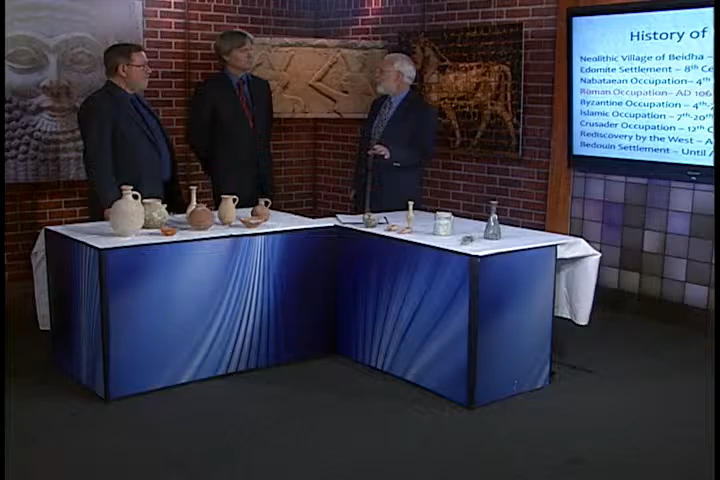 History of
Neolithic Village of Beidha –
Edomite Settlement – 8th Ce
Nabataean Occupation– 4th
Roman Occupation– AD 106
Byzantine Occupation – 4th-7
Islamic Occupation – 7th-20th
Crusader Occupation – 12th C
Rediscovery by the West – A
Bedouin Settlement – Until